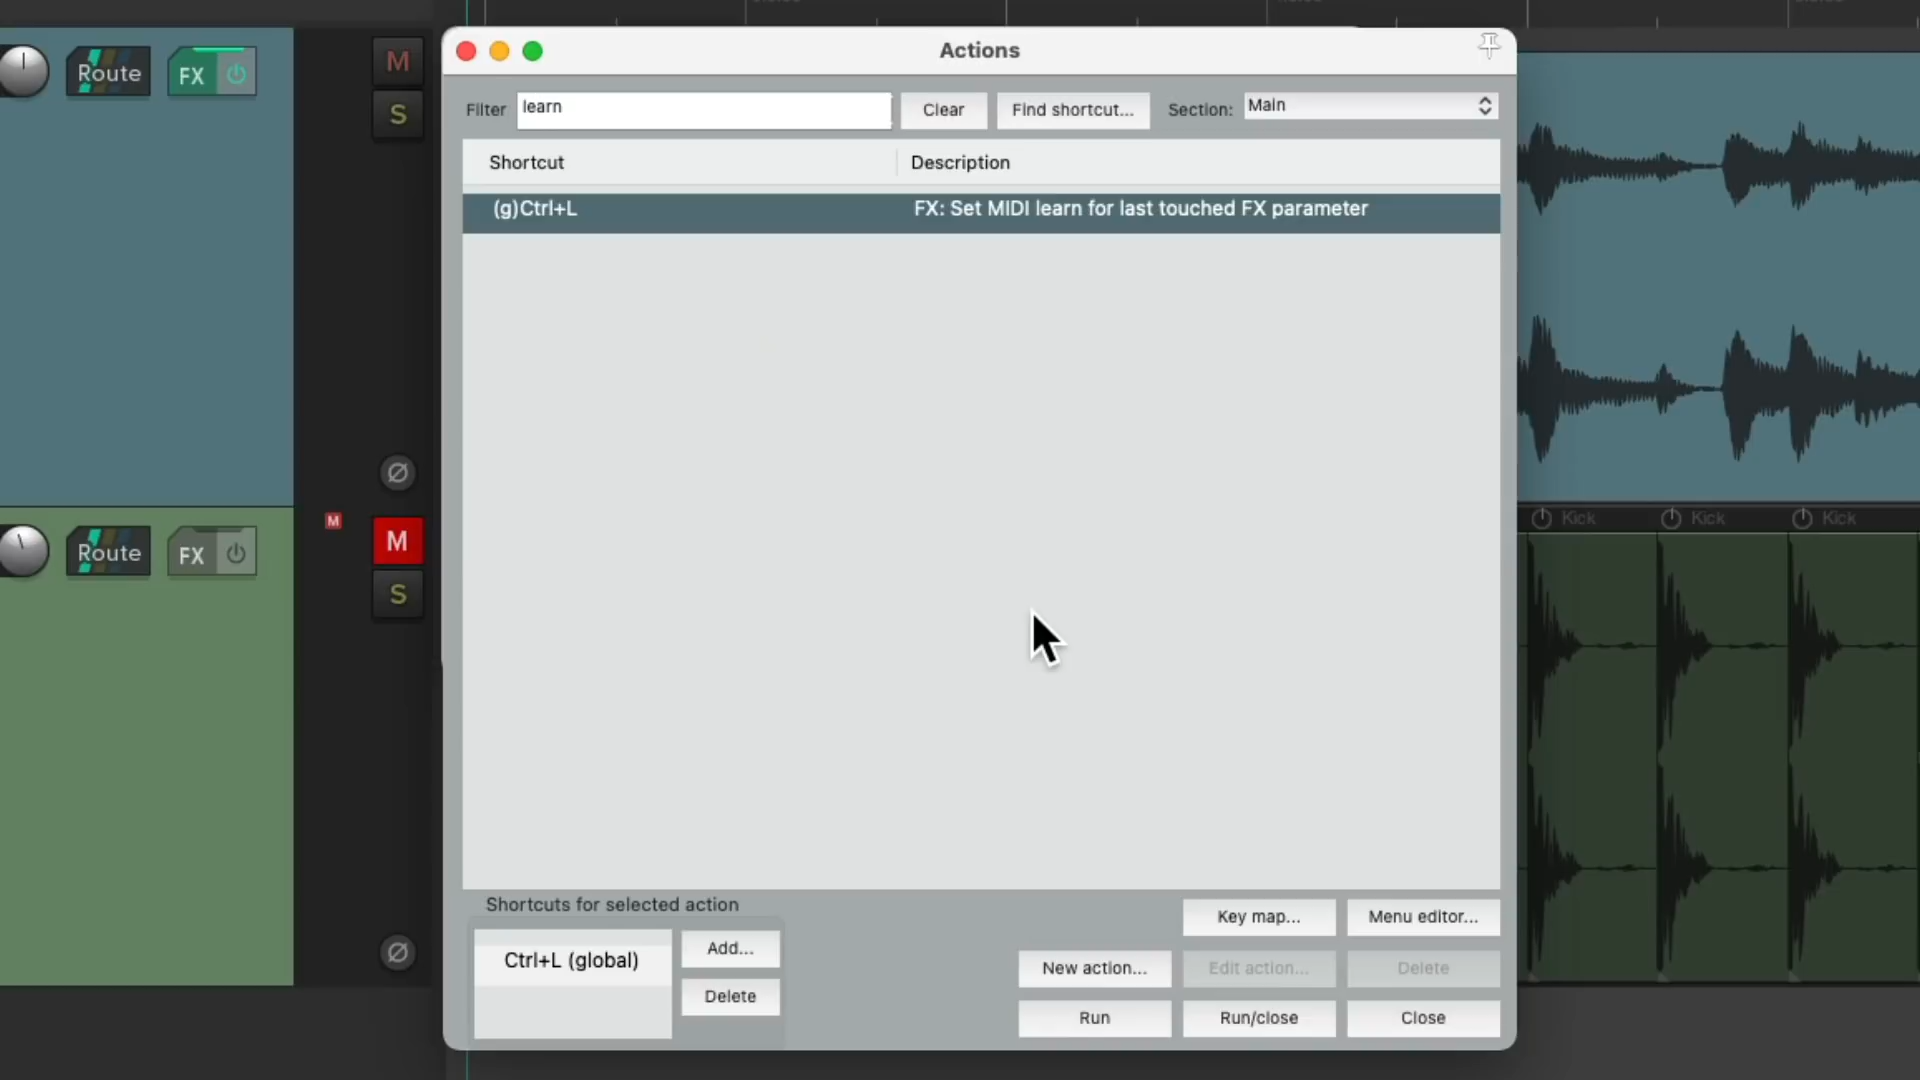 Actions
Filter learn Clear Find shortcut... Section: Main
Shortcut Description
(g)Ctrl+L FX: Set MIDI learn for last touched FX parameter
Shortcuts for selected action
Ctrl+L (global)
Add...
Delete
Key map... Menu editor...
New action... Edit action... Delete
Run Run/close Close
Route FX
M
S
Ø
Route FX
M
M
S
Ø
Kick Kick Kick